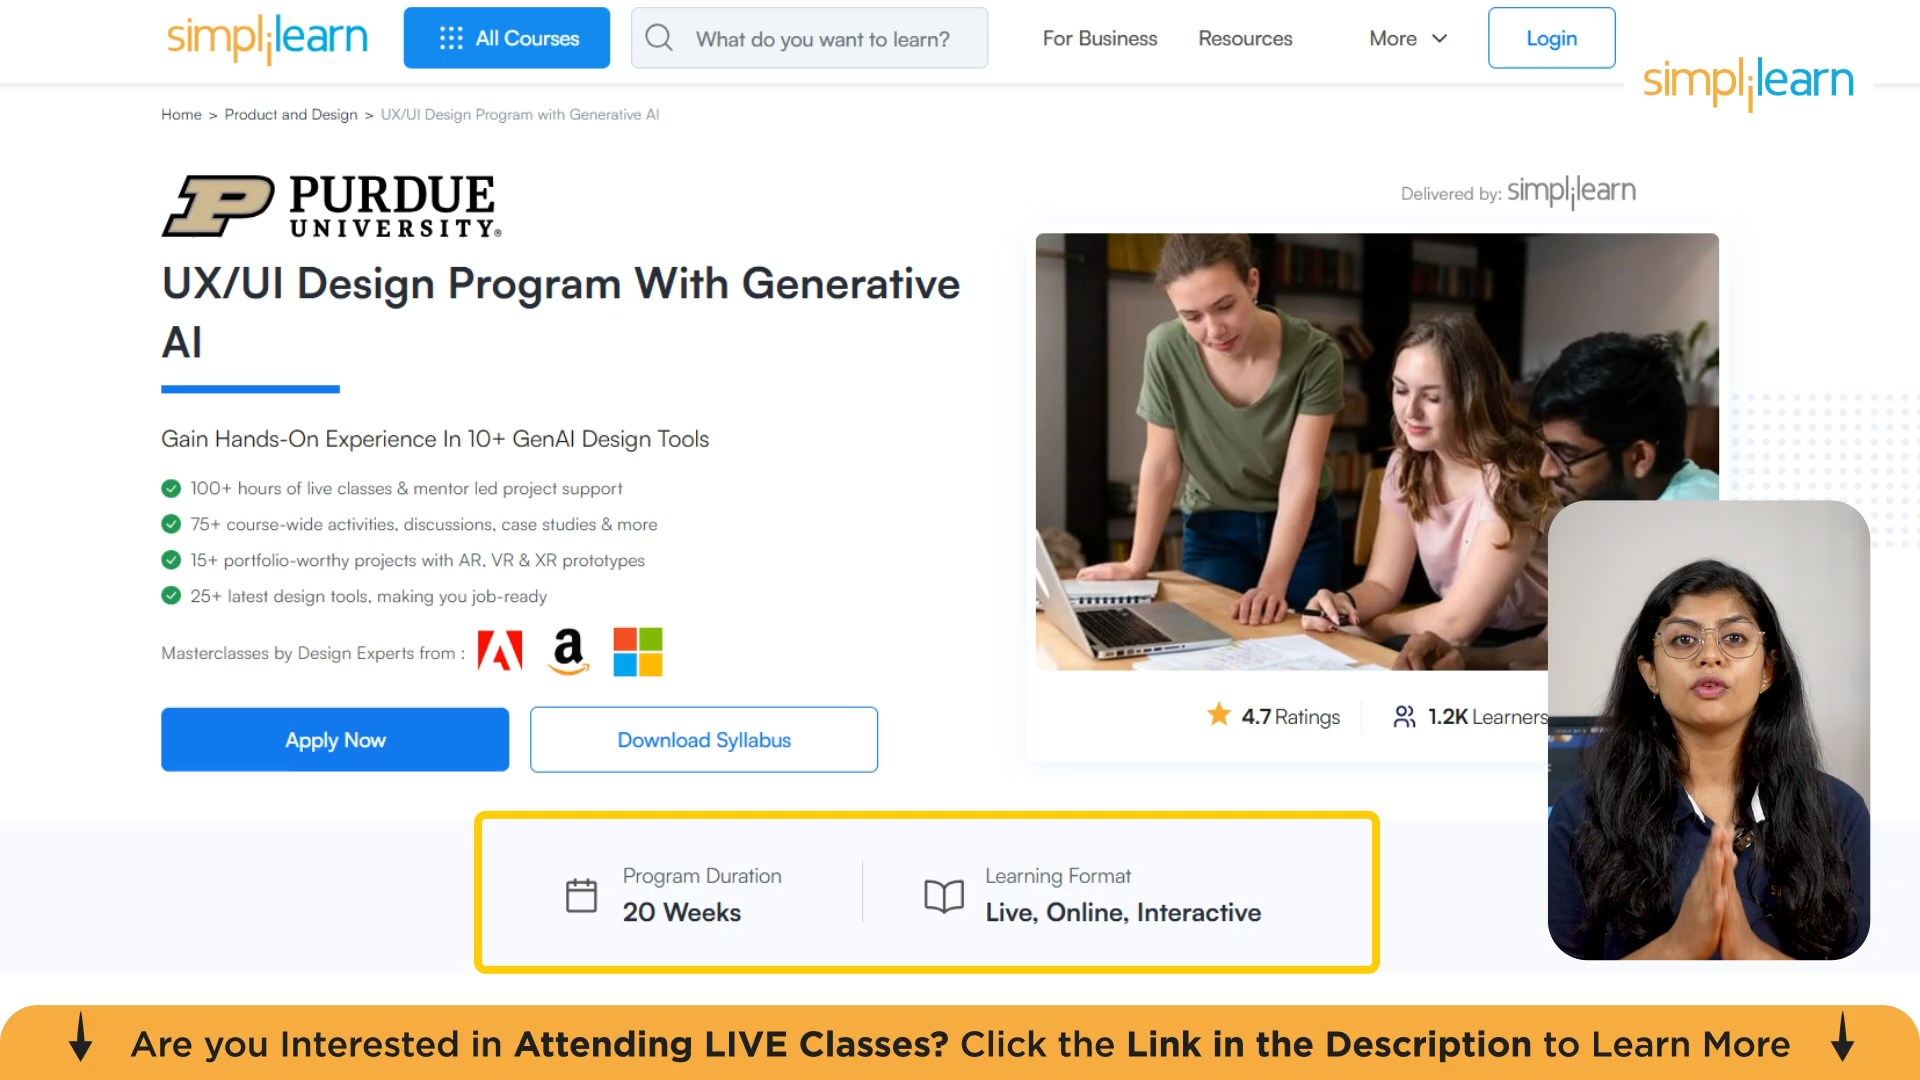 simplilearn
All Courses
What do you want to learn?
For Business
Resources
More
Login
simplilearn
Home > Product and Design > UX/UI Design Program with Generative AI
PURDUE
UNIVERSITY®
Delivered by: simplilearn
UX/UI Design Program With Generative
AI
Gain Hands-On Experience In 10+ GenAI Design Tools
100+ hours of live classes & mentor led project support
75+ course-wide activities, discussions, case studies & more
15+ portfolio-worthy projects with AR, VR & XR prototypes
25+ latest design tools, making you job-ready
Masterclasses by Design Experts from :
Apply Now
Download Syllabus
4.7 Ratings
1.2K Learners
Program Duration
20 Weeks
Learning Format
Live, Online, Interactive
Are you Interested in Attending LIVE Classes? Click the Link in the Description to Learn More